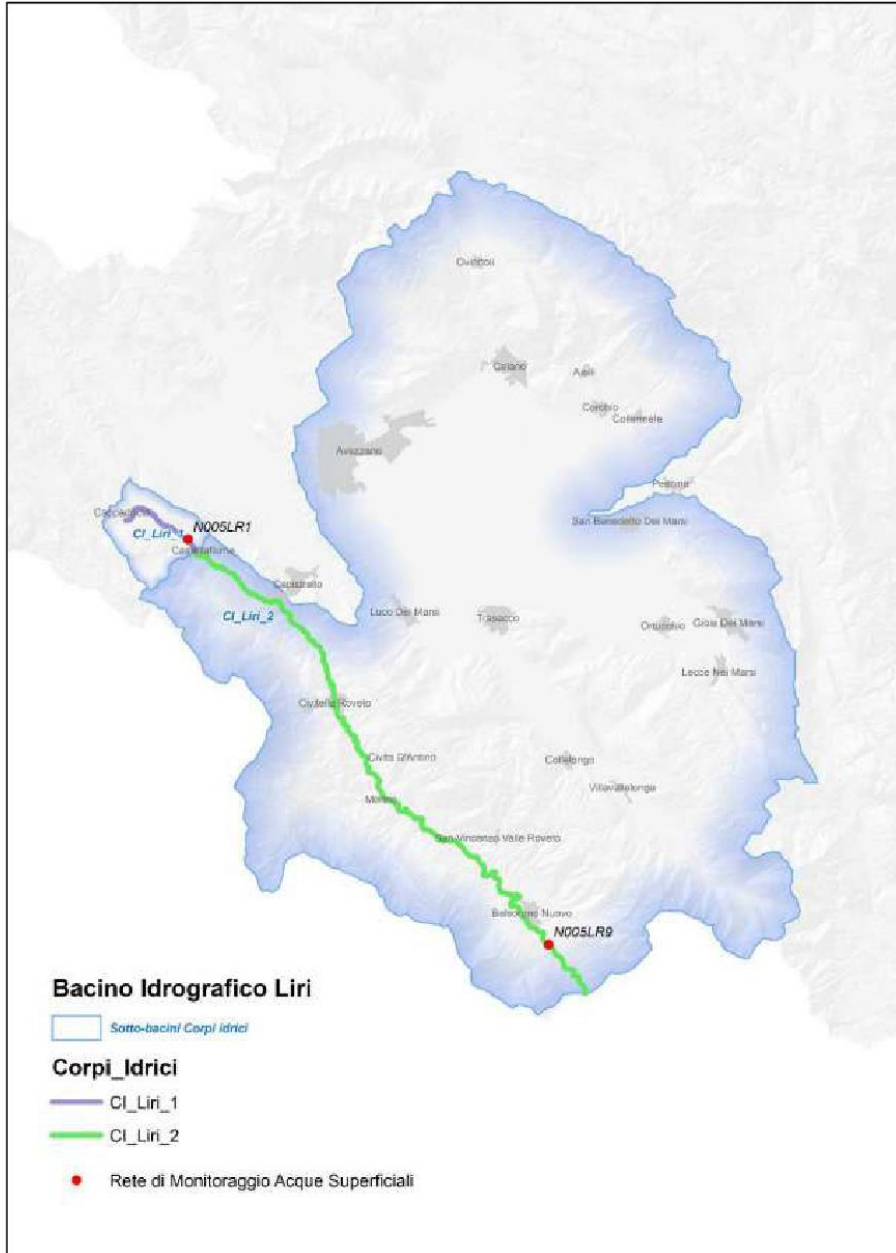 Ovindoli
Celano
Aielli
Cerchio
Collarmele
Avezzano
Pescina
San Benedetto Dei Marsi
Cappadocia
N005LR1
CI_Liri_1
Castellafiume
Capistrello
CI_Liri_2
Luco Dei Marsi
Trasacco
Ortucchio
Gioia Dei Marsi
Lecce Nei Marsi
Civitella Roveto
Civita D'Antino
Collelongo
Villavallelonga
Morino
San Vincenzo Valle Roveto
Balsorano Nuovo
N005LR9
Bacino Idrografico Liri
Sotto-bacini Corpi idrici
Corpi_Idrici
CI_Liri_1
CI_Liri_2
Rete di Monitoraggio Acque Superficiali